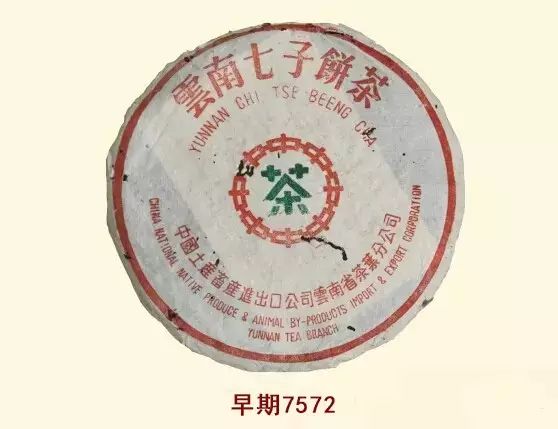 雲南七子餅茶
YUNNAN CHI TSE BEENG CHA
茶
中國土產畜產進出口公司雲南省茶葉分公司
CHINA NATIONAL NATIVE PRODUCE & ANIMAL BY-PRODUCTS IMPORT & EXPORT CORPORATION
YUNNAN TEA BRANCH
早期7572